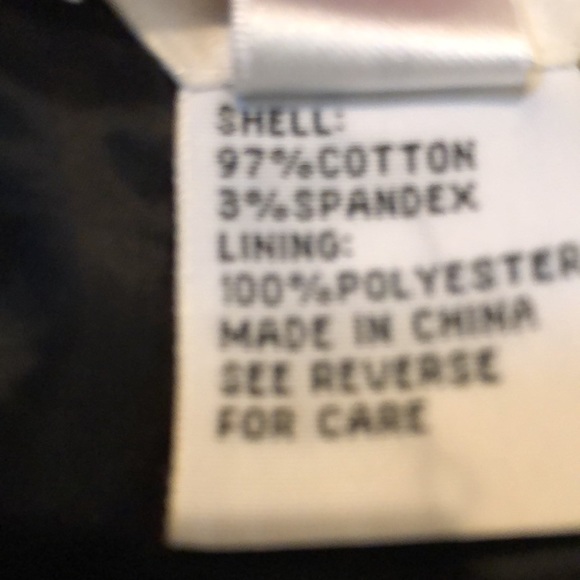 SHELL:
97%COTTON
3%SPANDEX
LINING:
100%POLYESTER
MADE IN CHINA
SEE REVERSE
FOR CARE